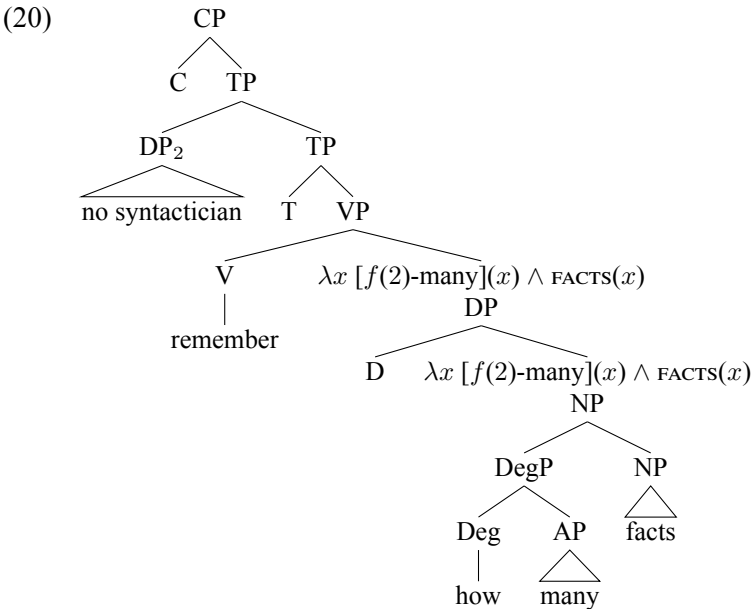 (20) CP
C TP
DP₂ TP
no syntactician T VP
V λx [f(2)-many](x) ∧ FACTS(x)
DP
remember
D λx [f(2)-many](x) ∧ FACTS(x)
NP
DegP NP
Deg AP facts
how many